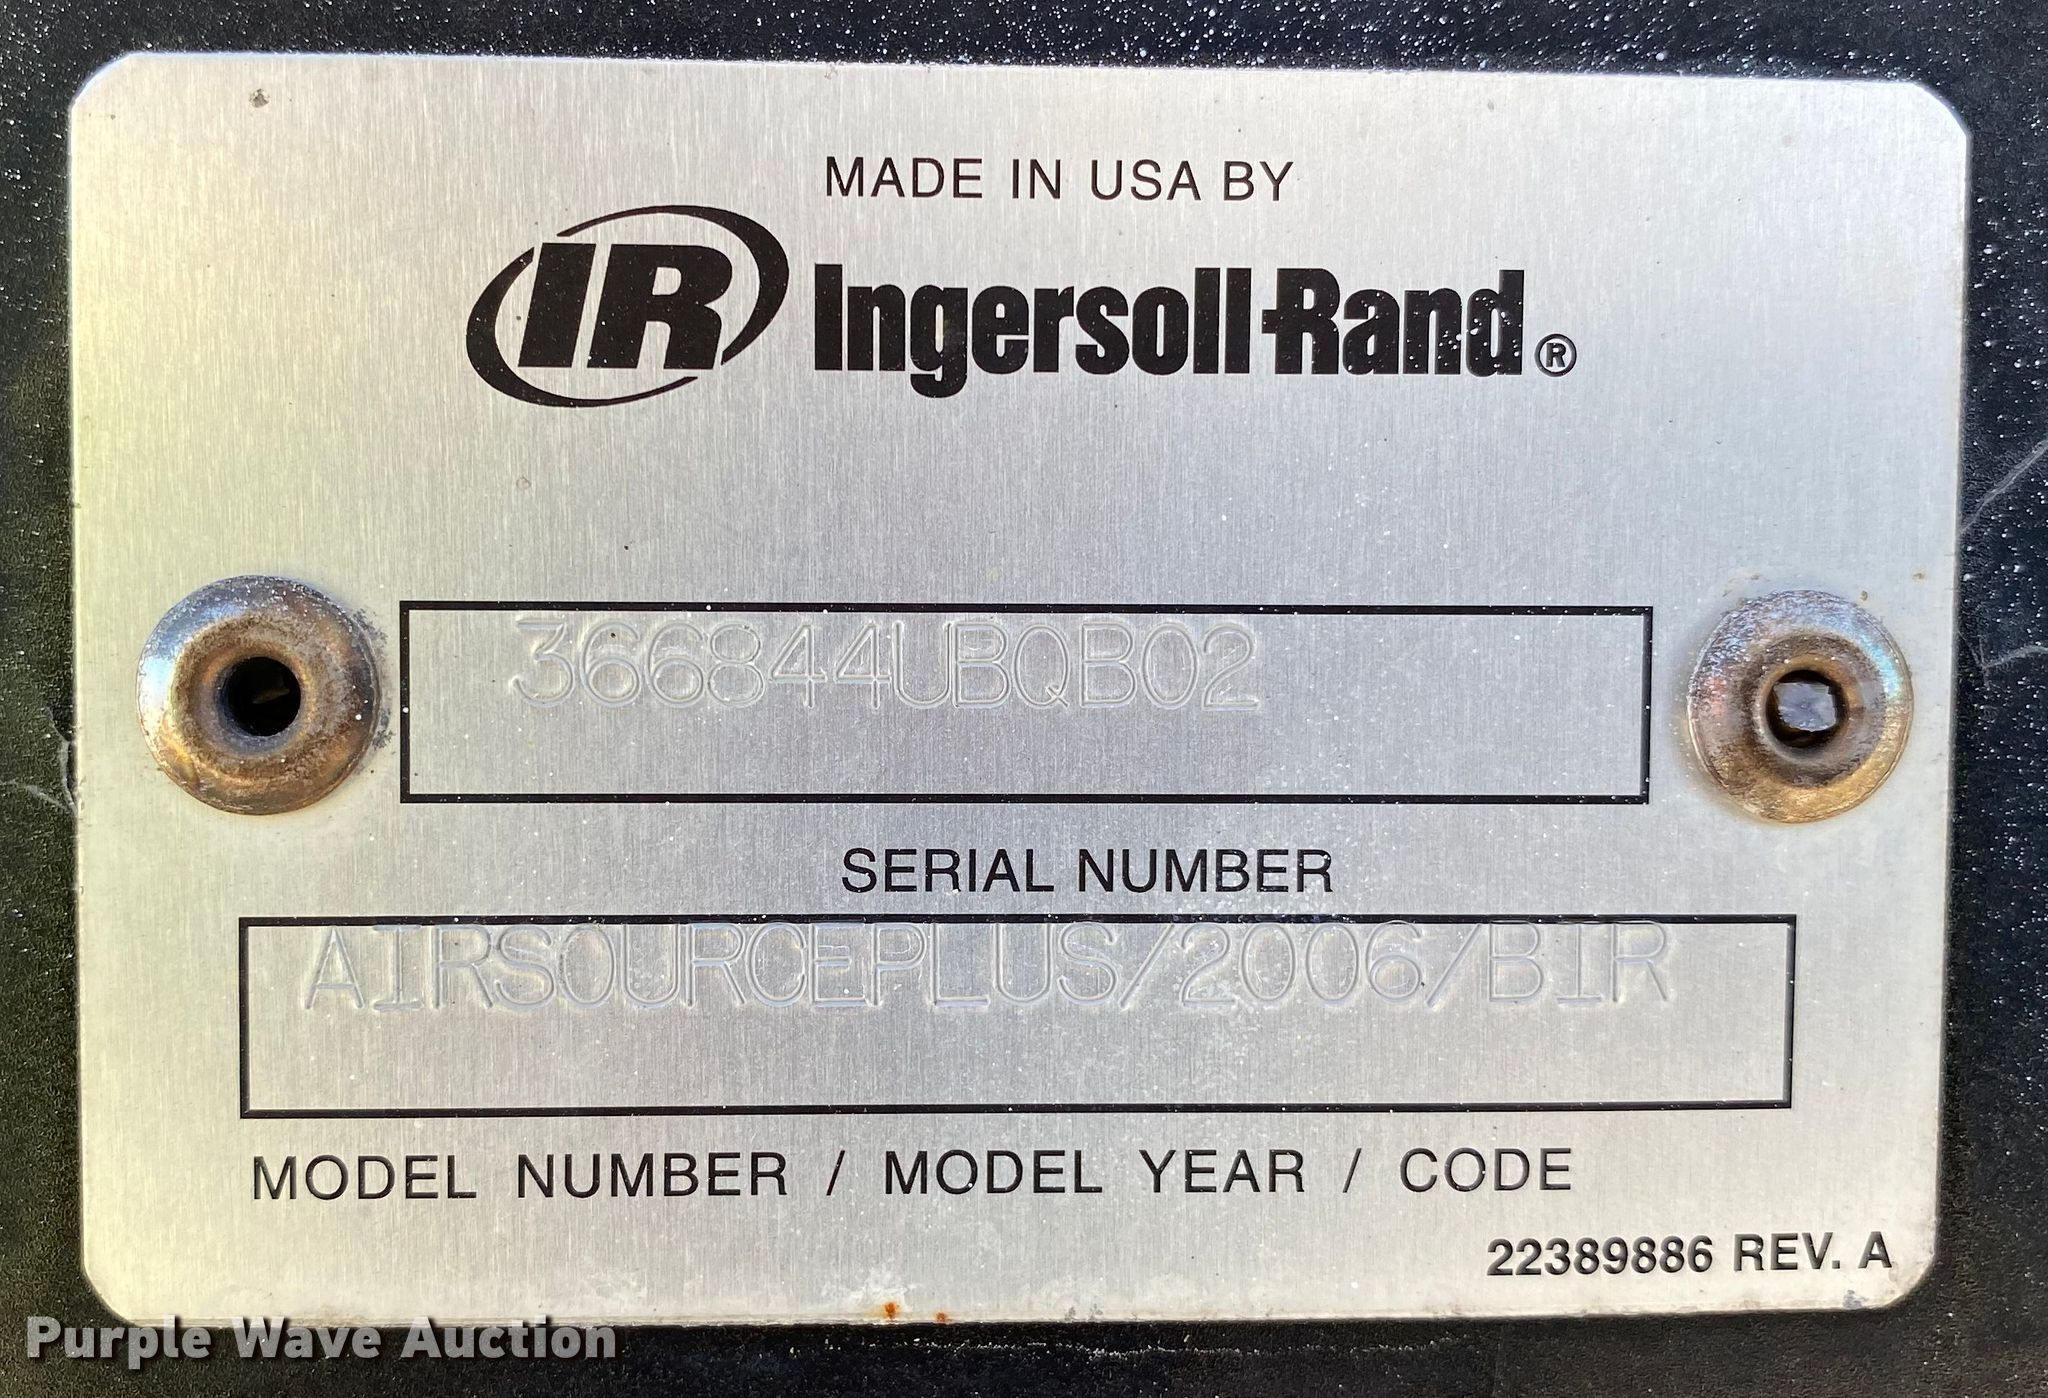 MADE IN USA BY
IR Ingersoll-Rand®
366844UBQB02
SERIAL NUMBER
AIRSOURCEPLUS/2006/BIR
MODEL NUMBER / MODEL YEAR / CODE
22389886 REV. A
Purple Wave Auction